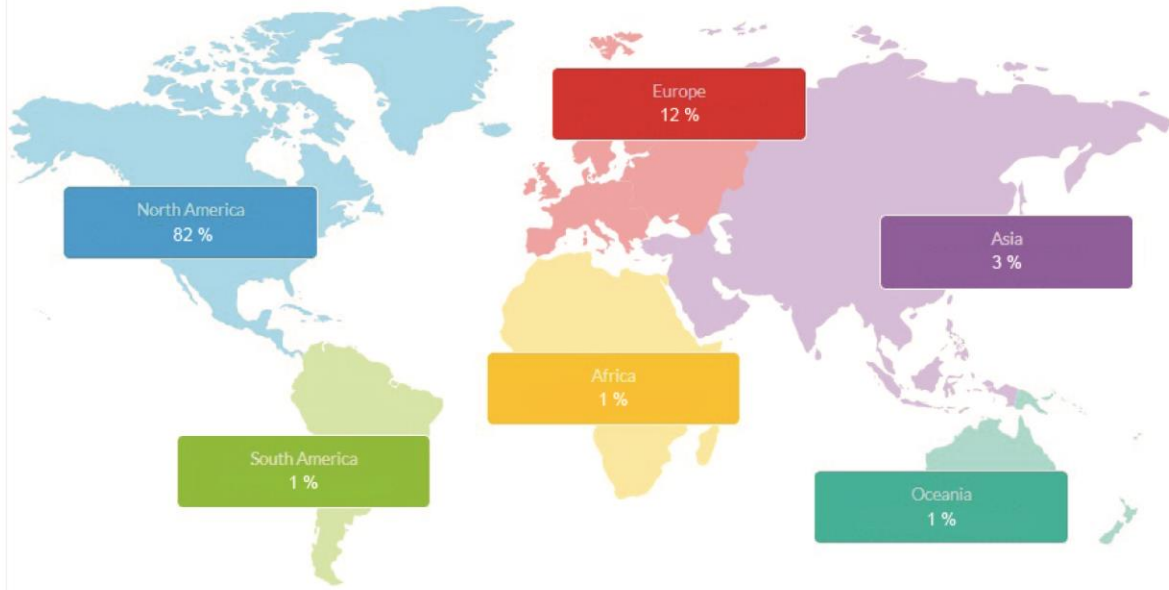 Europe
12 %
North America
82 %
Asia
3 %
Africa
1 %
South America
1 %
Oceania
1 %